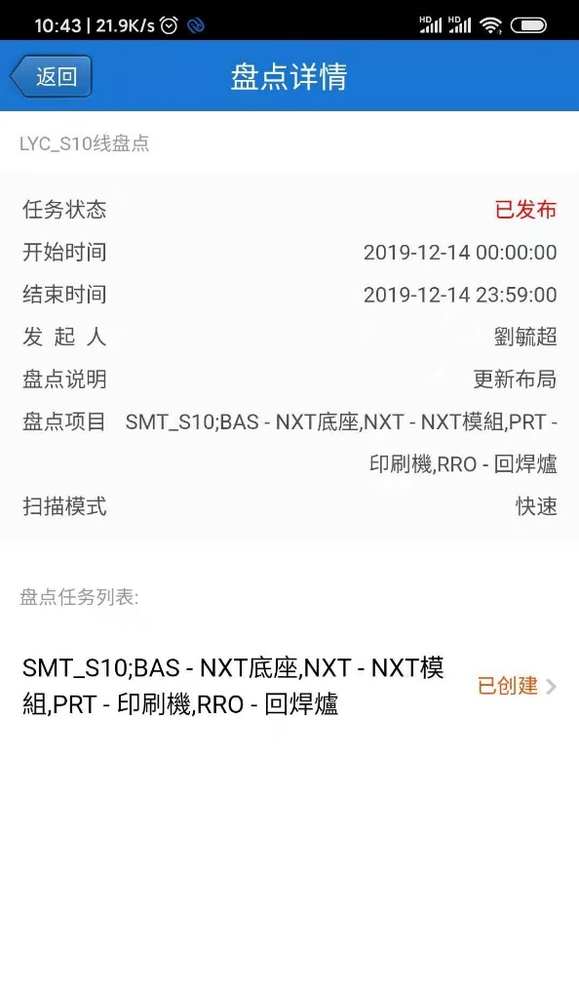 10:43 | 21.9K/s
HD HD
返回
盘点详情
LYC_S10线盘点
任务状态 已发布
开始时间 2019-12-14 00:00:00
结束时间 2019-12-14 23:59:00
发 起 人 劉毓超
盘点说明 更新布局
盘点项目 SMT_S10;BAS - NXT底座,NXT - NXT模組,PRT -
印刷機,RRO - 回焊爐
扫描模式 快速
盘点任务列表:
SMT_S10;BAS - NXT底座,NXT - NXT模
組,PRT - 印刷機,RRO - 回焊爐
已创建